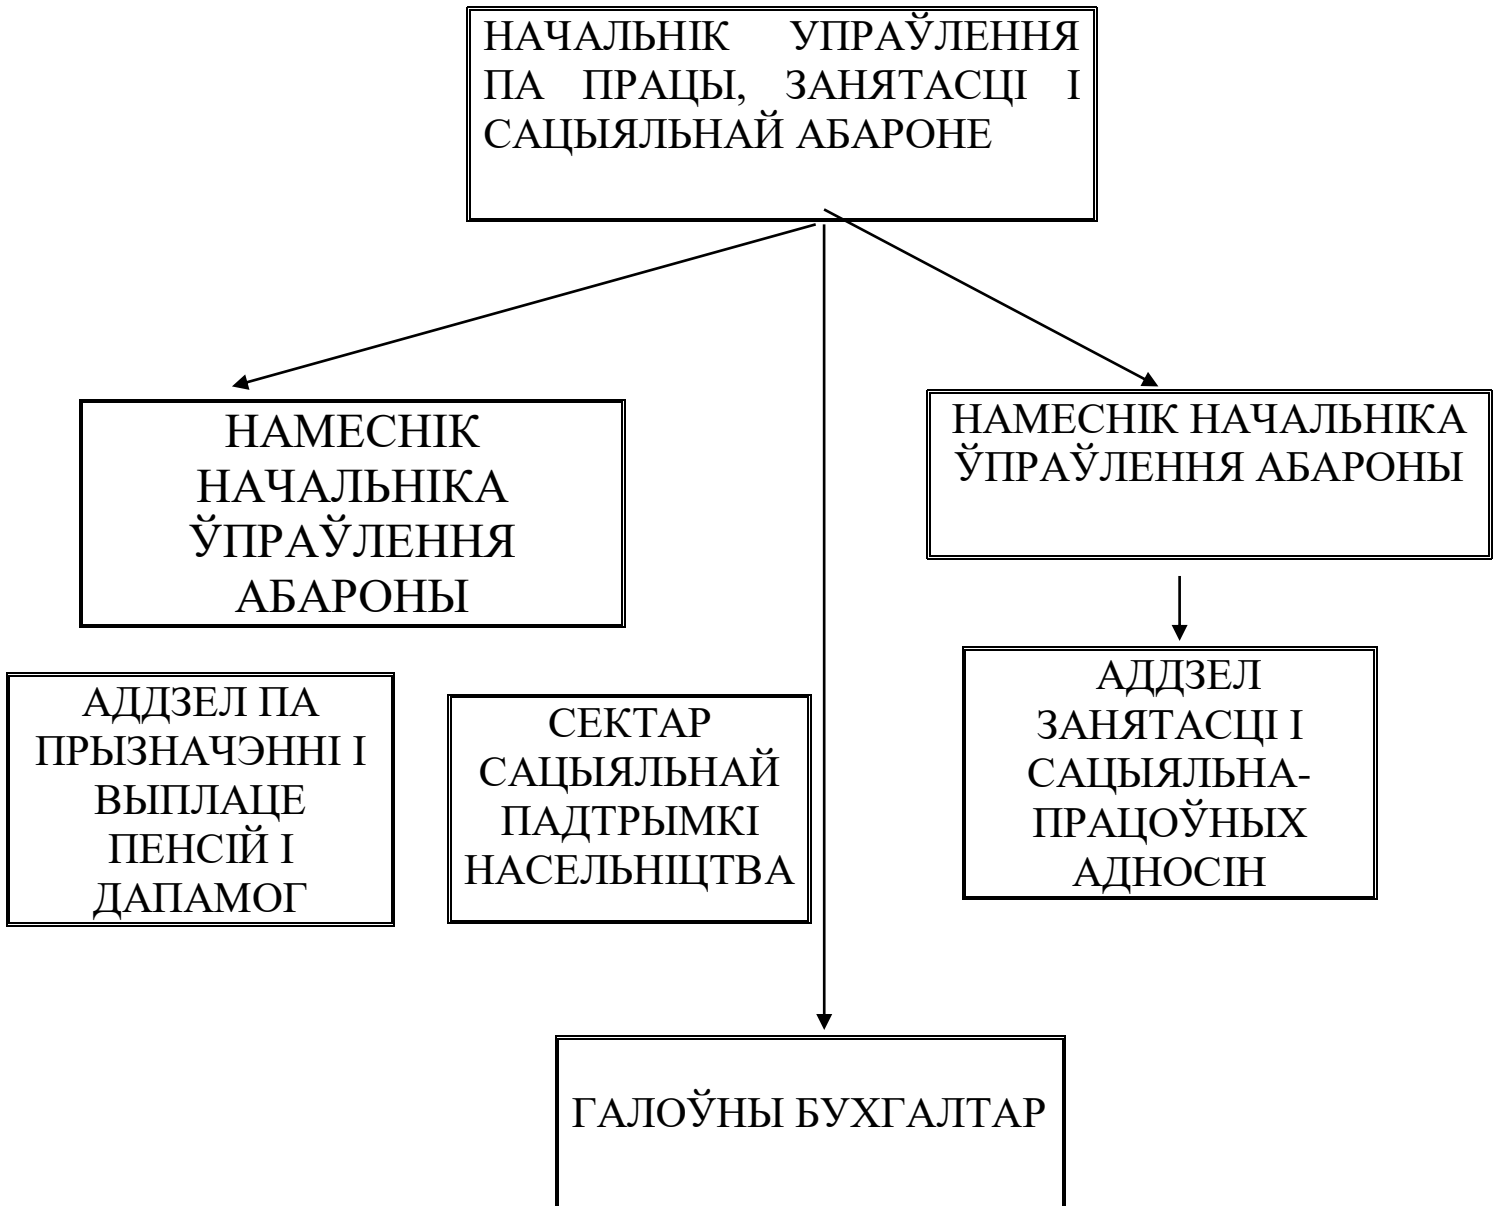 НАЧАЛЬНІК УПРАЎЛЕННЯ
ПА ПРАЦЫ, ЗАНЯТАСЦІ І
САЦЫЯЛЬНАЙ АБАРОНЕ
НАМЕСНІК
НАЧАЛЬНІКА
ЎПРАЎЛЕННЯ
АБАРОНЫ
НАМЕСНІК НАЧАЛЬНІКА
ЎПРАЎЛЕННЯ АБАРОНЫ
АДДЗЕЛ ПА
ПРЫЗНАЧЭННІ І
ВЫПЛАЦЕ
ПЕНСІЙ І
ДАПАМОГ
СЕКТАР
САЦЫЯЛЬНАЙ
ПАДТРЫМКІ
НАСЕЛЬНІЦТВА
АДДЗЕЛ
ЗАНЯТАСЦІ І
САЦЫЯЛЬНА-
ПРАЦОЎНЫХ
АДНОСІН
ГАЛОЎНЫ БУХГАЛТАР